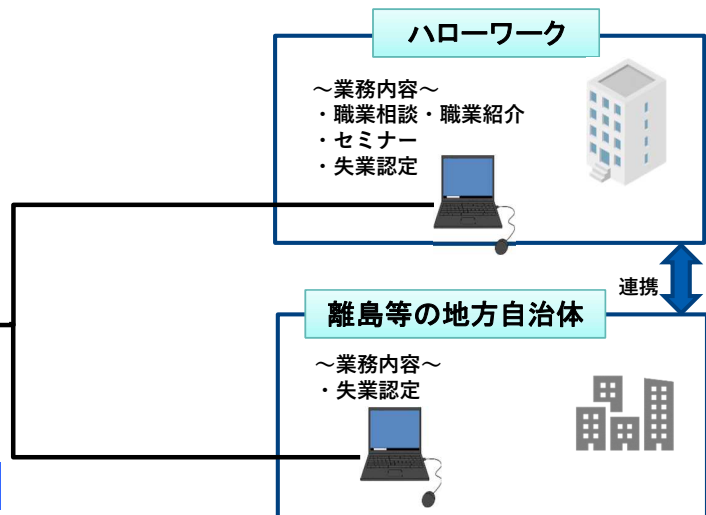 ハローワーク
～業務内容～
・職業相談・職業紹介
・セミナー
・失業認定
連携
離島等の地方自治体
～業務内容～
・失業認定